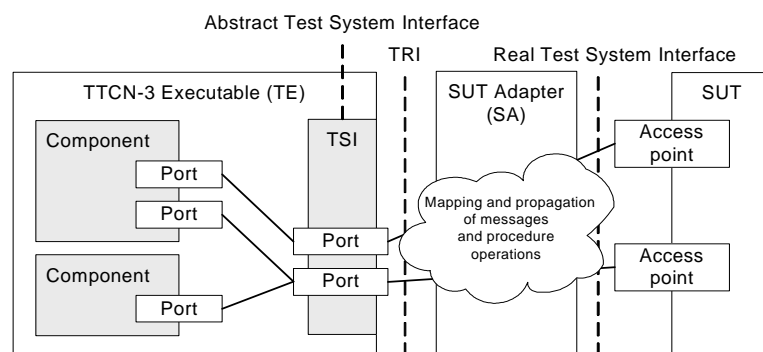 Abstract Test System Interface
TRI
Real Test System Interface
TTCN-3 Executable (TE)
SUT Adapter
(SA)
SUT
Component
TSI
Access
point
Port
Port
Mapping and propagation
of messages
and procedure
operations
Port
Component
Port
Access
point
Port